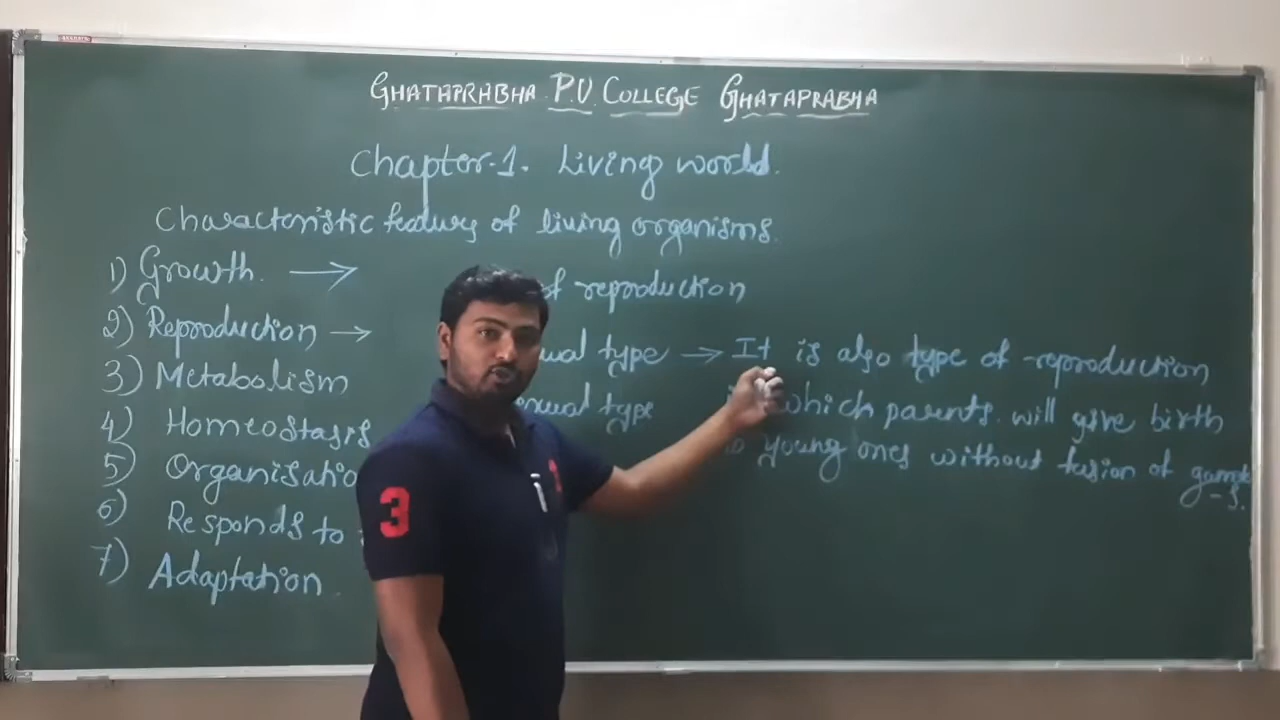 GHATAPRABHA P.U. COLLEGE GHATAPRABHA
Chapter-1. Living world.
Characteristic features of living organisms.
1) Growth. → of reproduction
2) Reproduction →
type → It is also type of reproduction
3) Metabolism
type which parents will give birth
4) Homeostasis
young ones without fusion of gamete
-s.
5) Organisatio
6) Responds to
7) Adaptation.
3